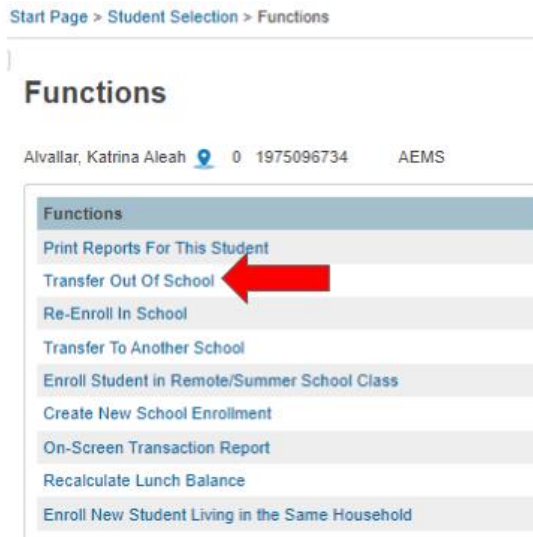 Start Page > Student Selection > Functions
Functions
Alvallar, Katrina Aleah 0 1975096734 AEMS
Functions
Print Reports For This Student
Transfer Out Of School
Re-Enroll In School
Transfer To Another School
Enroll Student in Remote/Summer School Class
Create New School Enrollment
On-Screen Transaction Report
Recalculate Lunch Balance
Enroll New Student Living in the Same Household